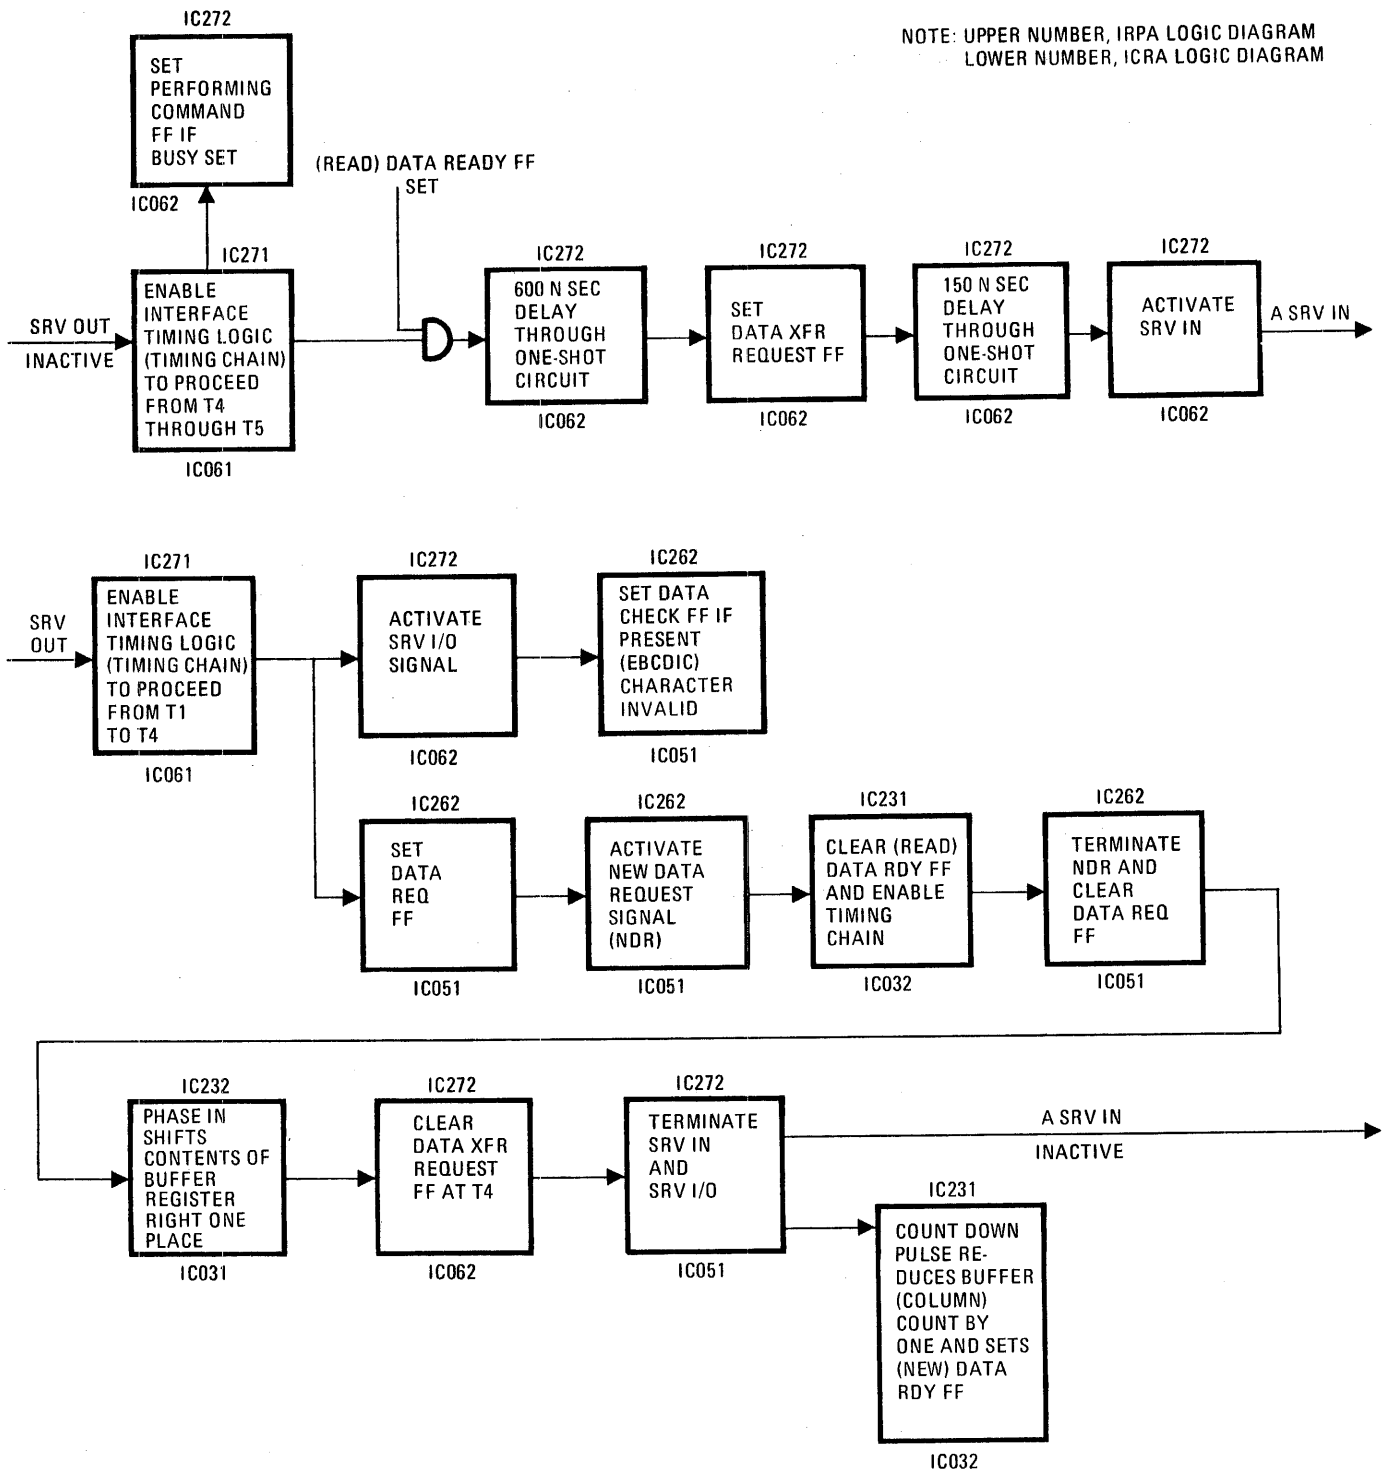 IC272
NOTE: UPPER NUMBER, IRPA LOGIC DIAGRAM
LOWER NUMBER, ICRA LOGIC DIAGRAM
SET
PERFORMING
COMMAND
FF IF
BUSY SET
IC062
(READ) DATA READY FF
SET
SRV OUT
INACTIVE
IC271
ENABLE
INTERFACE
TIMING LOGIC
(TIMING CHAIN)
TO PROCEED
FROM T4
THROUGH T5
IC061
IC272
600 N SEC
DELAY
THROUGH
ONE-SHOT
CIRCUIT
IC062
IC272
SET
DATA XFR
REQUEST FF
IC062
IC272
150 N SEC
DELAY
THROUGH
ONE-SHOT
CIRCUIT
IC062
IC272
ACTIVATE
SRV IN
IC062
A SRV IN
SRV
OUT
IC271
ENABLE
INTERFACE
TIMING LOGIC
(TIMING CHAIN)
TO PROCEED
FROM T1
TO T4
IC061
IC272
ACTIVATE
SRV I/O
SIGNAL
IC062
IC262
SET DATA
CHECK FF IF
PRESENT
(EBCDIC)
CHARACTER
INVALID
IC051
IC262
SET
DATA
REQ
FF
IC051
IC262
ACTIVATE
NEW DATA
REQUEST
SIGNAL
(NDR)
IC051
IC231
CLEAR (READ)
DATA RDY FF
AND ENABLE
TIMING
CHAIN
IC032
IC262
TERMINATE
NDR AND
CLEAR
DATA REQ
FF
IC051
IC232
PHASE IN
SHIFTS
CONTENTS OF
BUFFER
REGISTER
RIGHT ONE
PLACE
IC031
IC272
CLEAR
DATA XFR
REQUEST
FF AT T4
IC062
IC272
TERMINATE
SRV IN
AND
SRV I/O
IC051
A SRV IN
INACTIVE
IC231
COUNT DOWN
PULSE RE-
DUCES BUFFER
(COLUMN)
COUNT BY
ONE AND SETS
(NEW) DATA
RDY FF
IC032